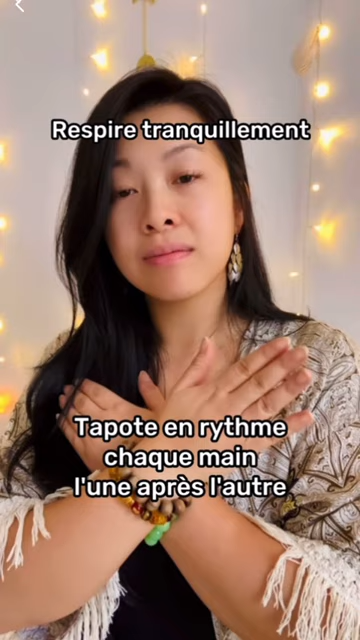 Respire tranquillement
Tapote en rythme
chaque main
l'une après l'autre